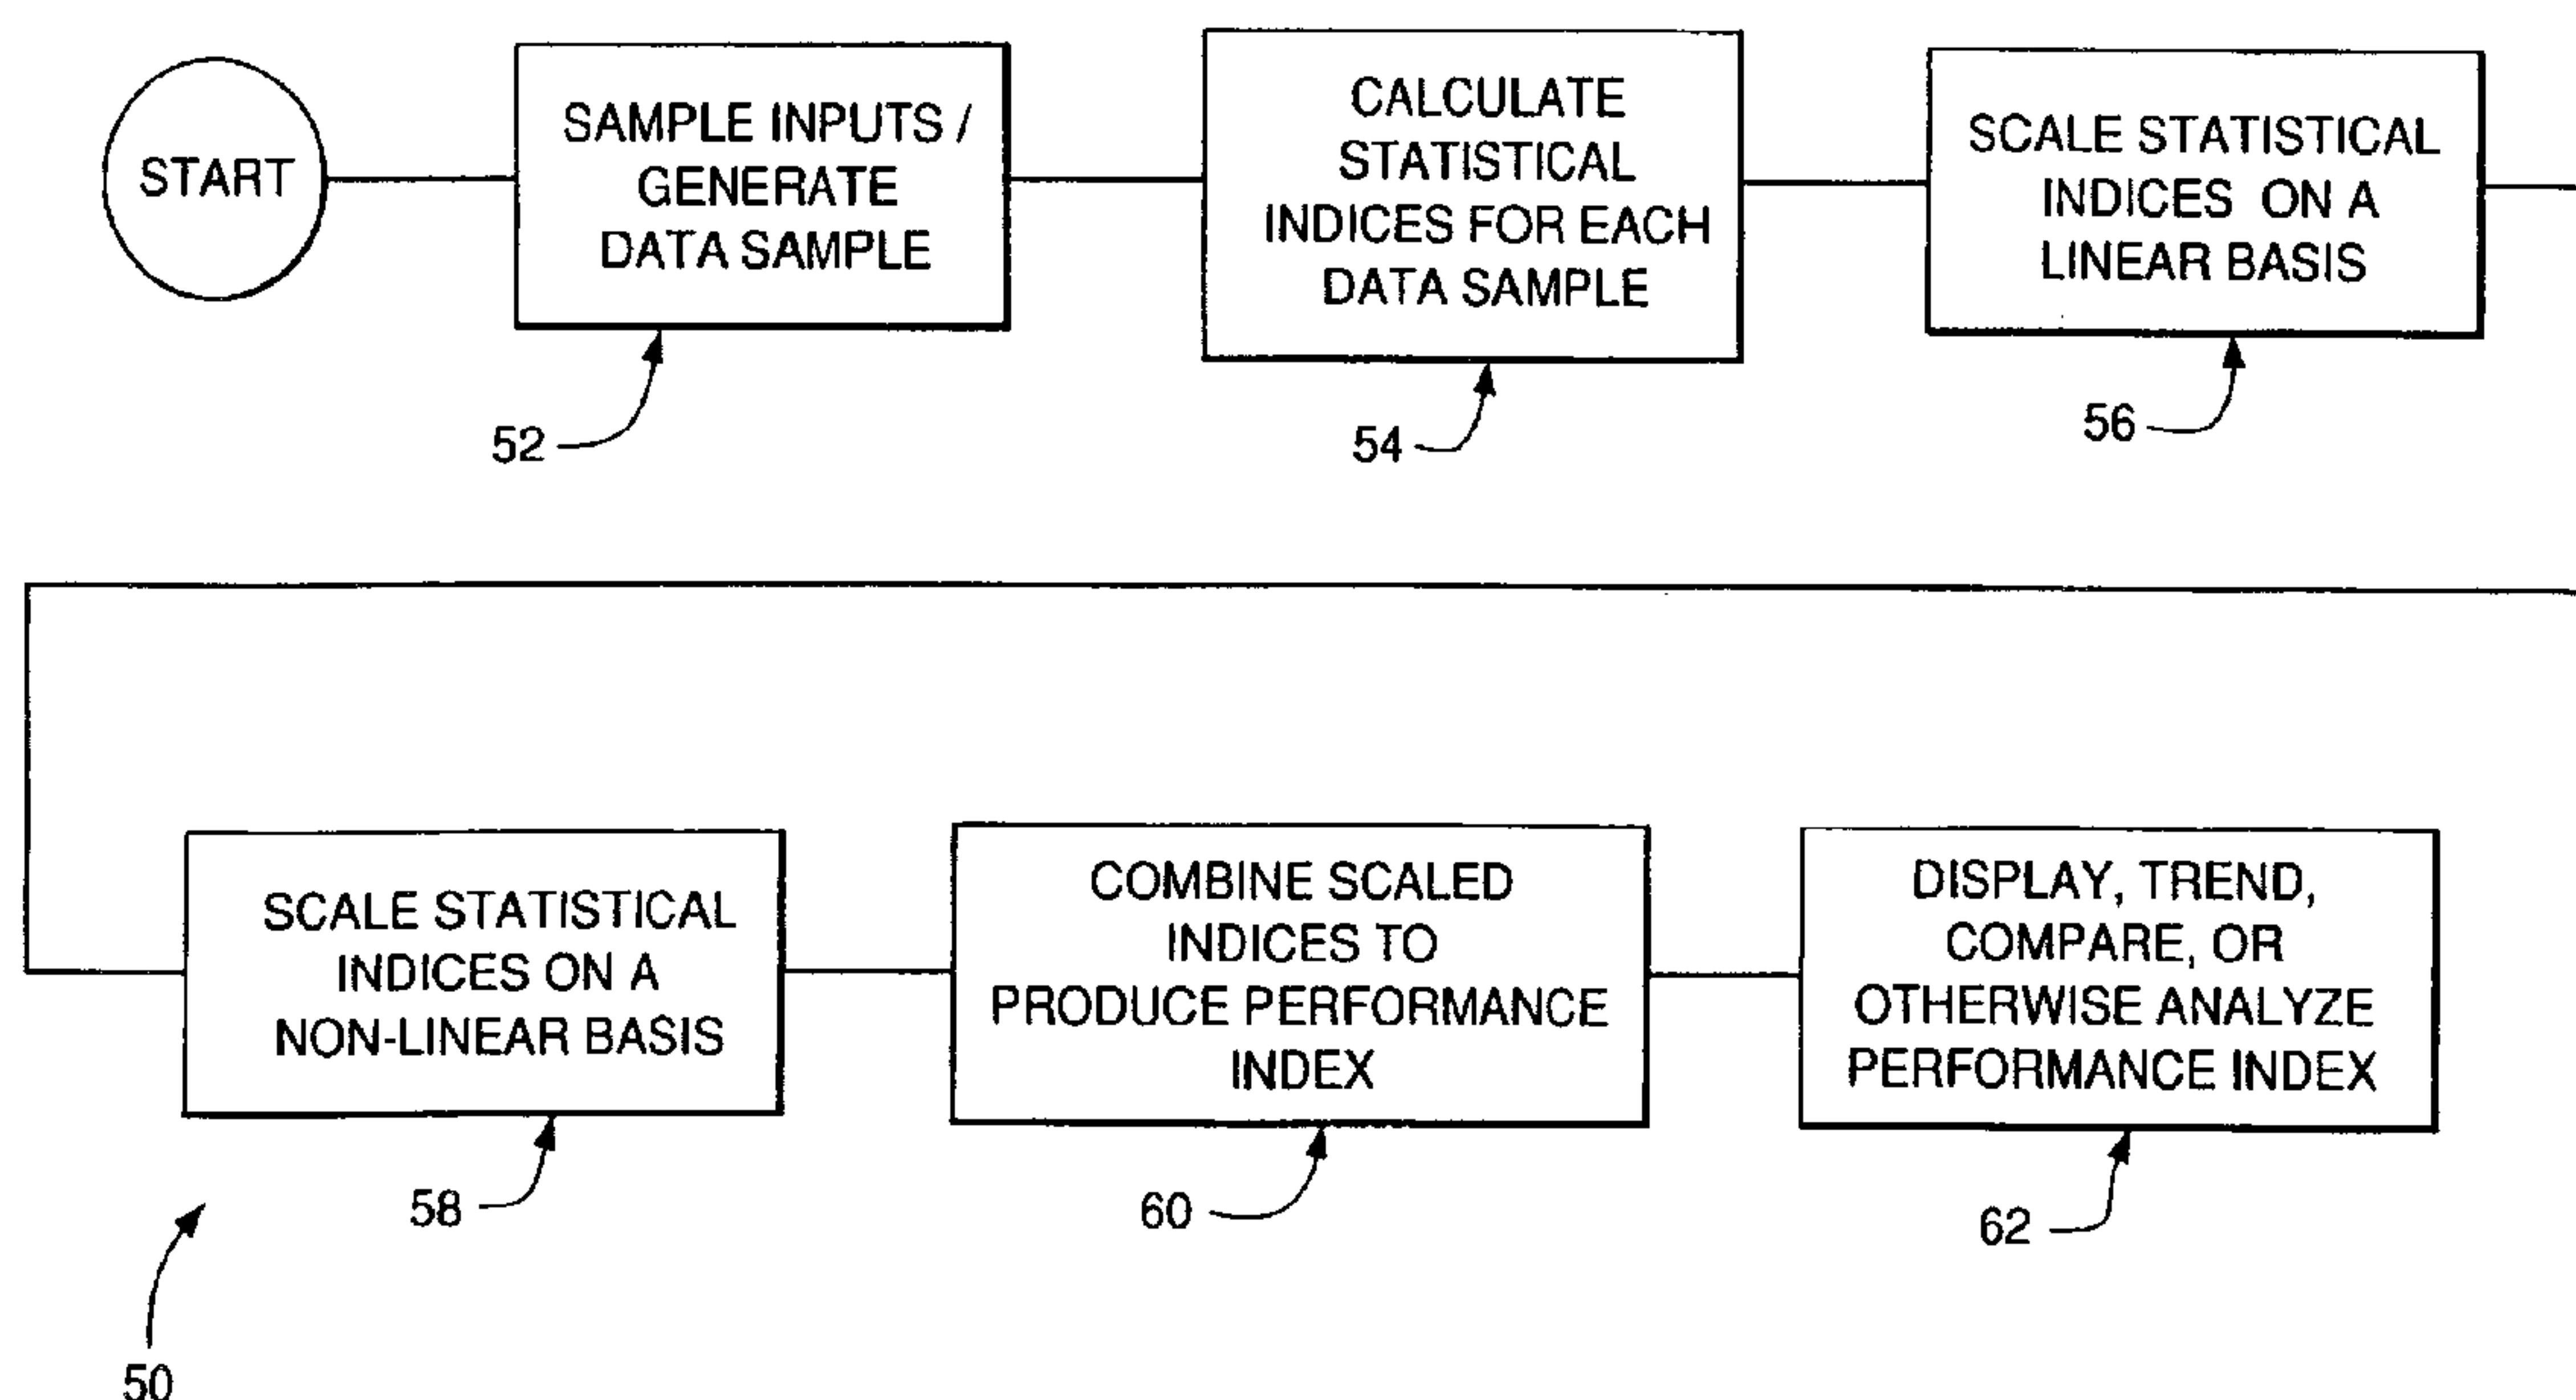 START
SAMPLE INPUTS /
GENERATE
DATA SAMPLE
52
CALCULATE
STATISTICAL
INDICES FOR EACH
DATA SAMPLE
54
SCALE STATISTICAL
INDICES ON A
LINEAR BASIS
56
SCALE STATISTICAL
INDICES ON A
NON-LINEAR BASIS
58
COMBINE SCALED
INDICES TO
PRODUCE PERFORMANCE
INDEX
60
DISPLAY, TREND,
COMPARE, OR
OTHERWISE ANALYZE
PERFORMANCE INDEX
62
50